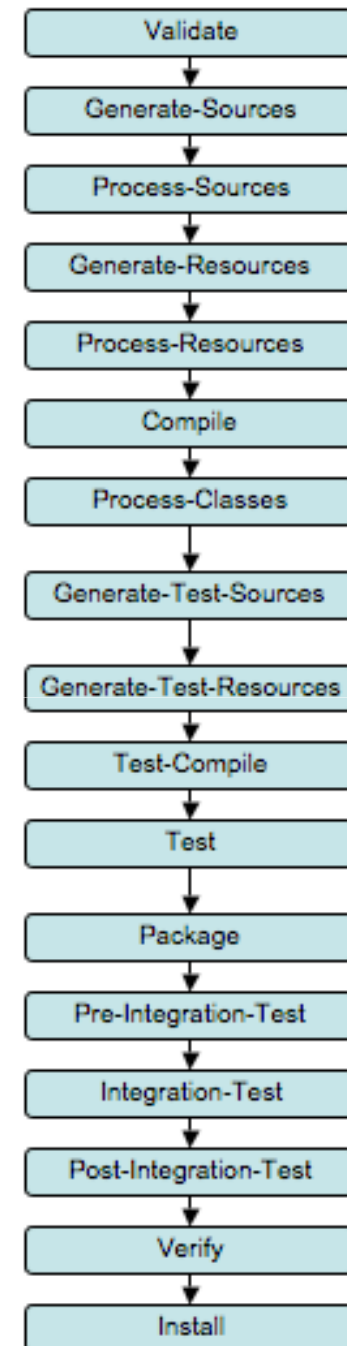 Validate
Generate-Sources
Process-Sources
Generate-Resources
Process-Resources
Compile
Process-Classes
Generate-Test-Sources
Generate-Test-Resources
Test-Compile
Test
Package
Pre-Integration-Test
Integration-Test
Post-Integration-Test
Verify
Install